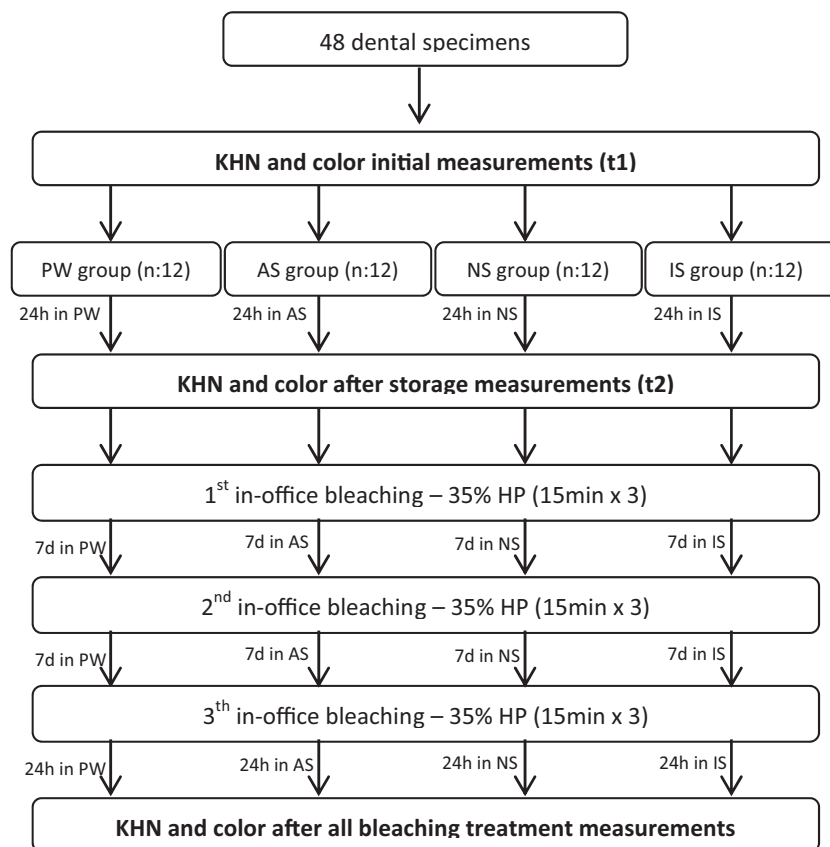 48 dental specimens
KHN and color initial measurements (t1)
PW group (n:12) AS group (n:12) NS group (n:12) IS group (n:12)
24h in PW 24h in AS 24h in NS 24h in IS
KHN and color after storage measurements (t2)
1st in-office bleaching – 35% HP (15min x 3)
7d in PW 7d in AS 7d in NS 7d in IS
2nd in-office bleaching – 35% HP (15min x 3)
7d in PW 7d in AS 7d in NS 7d in IS
3th in-office bleaching – 35% HP (15min x 3)
24h in PW 24h in AS 24h in NS 24h in IS
KHN and color after all bleaching treatment measurements